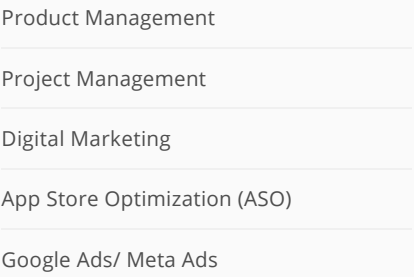 Product Management
Project Management
Digital Marketing
App Store Optimization (ASO)
Google Ads/ Meta Ads